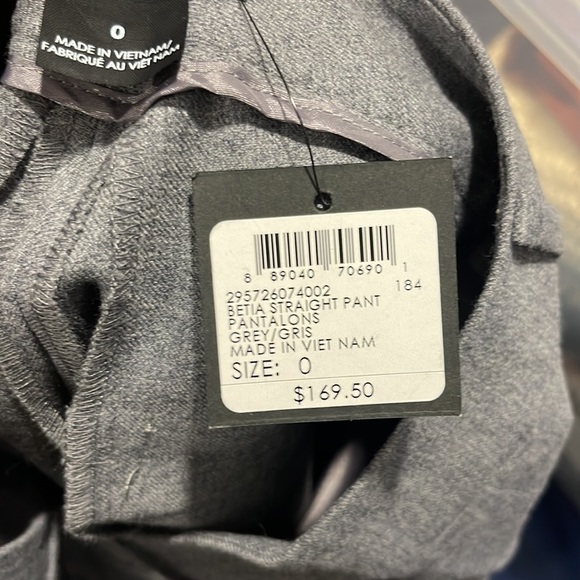 0
MADE IN VIETNAM/
FABRIQUÉ AU VIÊT NAM
8 89040 70690 1
295726074002 184
BETIA STRAIGHT PANT
PANTALONS
GREY/GRIS
MADE IN VIET NAM
SIZE: 0
$169.50